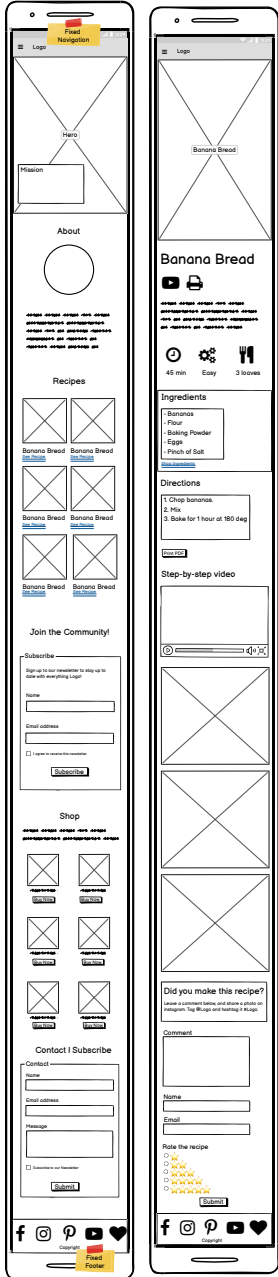 Fixed
Navigation
Logo
Hero
Mission
About
Recipes
Banana Bread
See Recipe
Banana Bread
See Recipe
Banana Bread
See Recipe
Banana Bread
See Recipe
Banana Bread
See Recipe
Banana Bread
See Recipe
Join the Community!
Subscribe
Sign up to our newsletter to stay up to
date with everything Logo!
Name
Email address
I agree to receive this newsletter
Subscribe
Shop
Buy Now
Buy Now
Buy Now
Buy Now
Buy Now
Buy Now
Contact | Subscribe
Contact
Name
Email address
Message
Subscribe to our Newsletter
Submit
Copyright
Fixed
Footer
Logo
Banana Bread
Banana Bread
45 min
Easy
3 loaves
Ingredients
- Bananas
- Flour
- Baking Powder
- Eggs
- Pinch of Salt
Shop Ingredients
Directions
1. Chop bananas.
2. Mix
3. Bake for 1 hour at 180 deg
Print PDF
Step-by-step video
Did you make this recipe?
Leave a comment below, and share a photo on
instagram. Tag @Logo and hashtag it #Logo.
Comment
Name
Email
Rate the recipe
Submit
Copyright